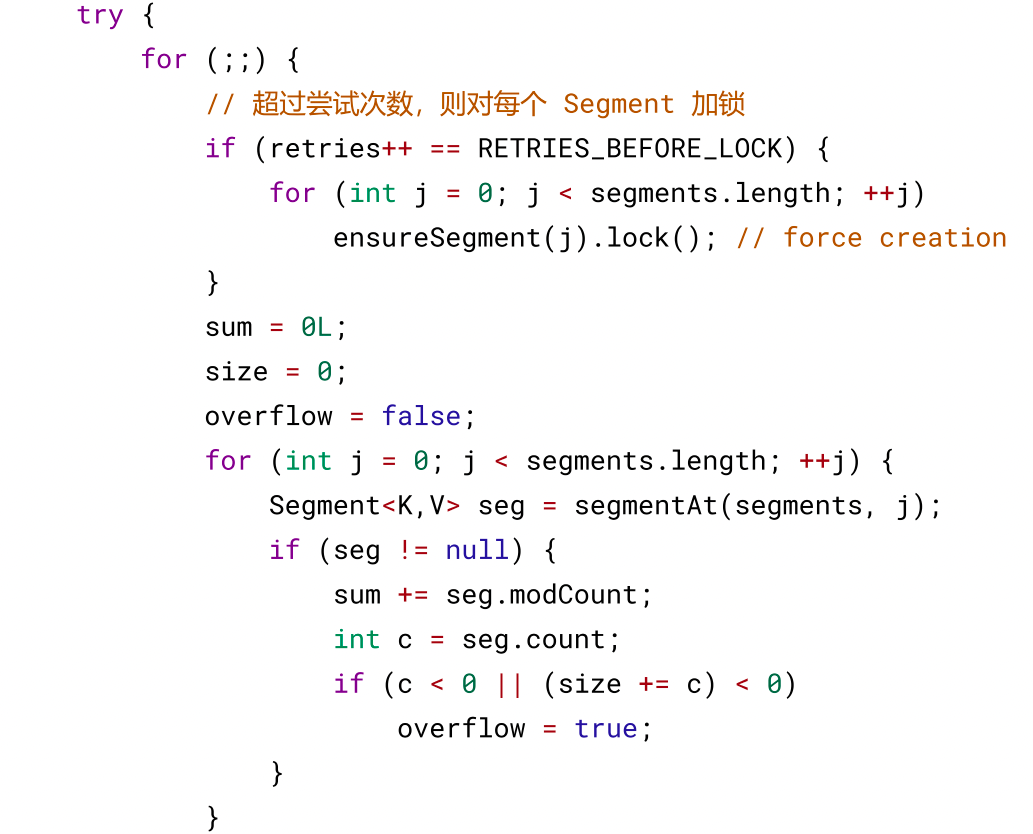 try {
for (;;) {
// 超过尝试次数，则对每个 Segment 加锁
if (retries++ == RETRIES_BEFORE_LOCK) {
for (int j = 0; j < segments.length; ++j)
ensureSegment(j).lock(); // force creation
}
sum = 0L;
size = 0;
overflow = false;
for (int j = 0; j < segments.length; ++j) {
Segment<K,V> seg = segmentAt(segments, j);
if (seg != null) {
sum += seg.modCount;
int c = seg.count;
if (c < 0 || (size += c) < 0)
overflow = true;
}
}